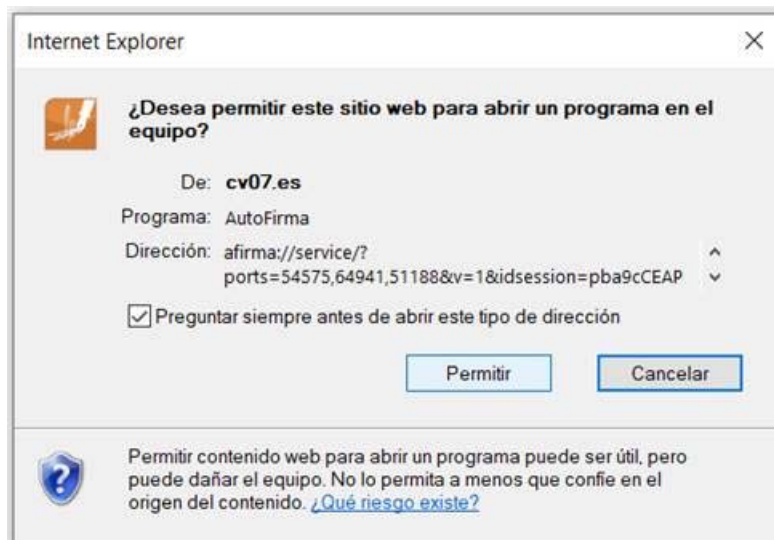 Internet Explorer
¿Desea permitir este sitio web para abrir un programa en el
equipo?
De: cv07.es
Programa: AutoFirma
Dirección: afirma://service/?
ports=54575,64941,51188&v=1&idsession=pba9cCEAP
Preguntar siempre antes de abrir este tipo de dirección
Permitir Cancelar
Permitir contenido web para abrir un programa puede ser útil, pero
puede dañar el equipo. No lo permita a menos que confíe en el
origen del contenido. ¿Qué riesgo existe?